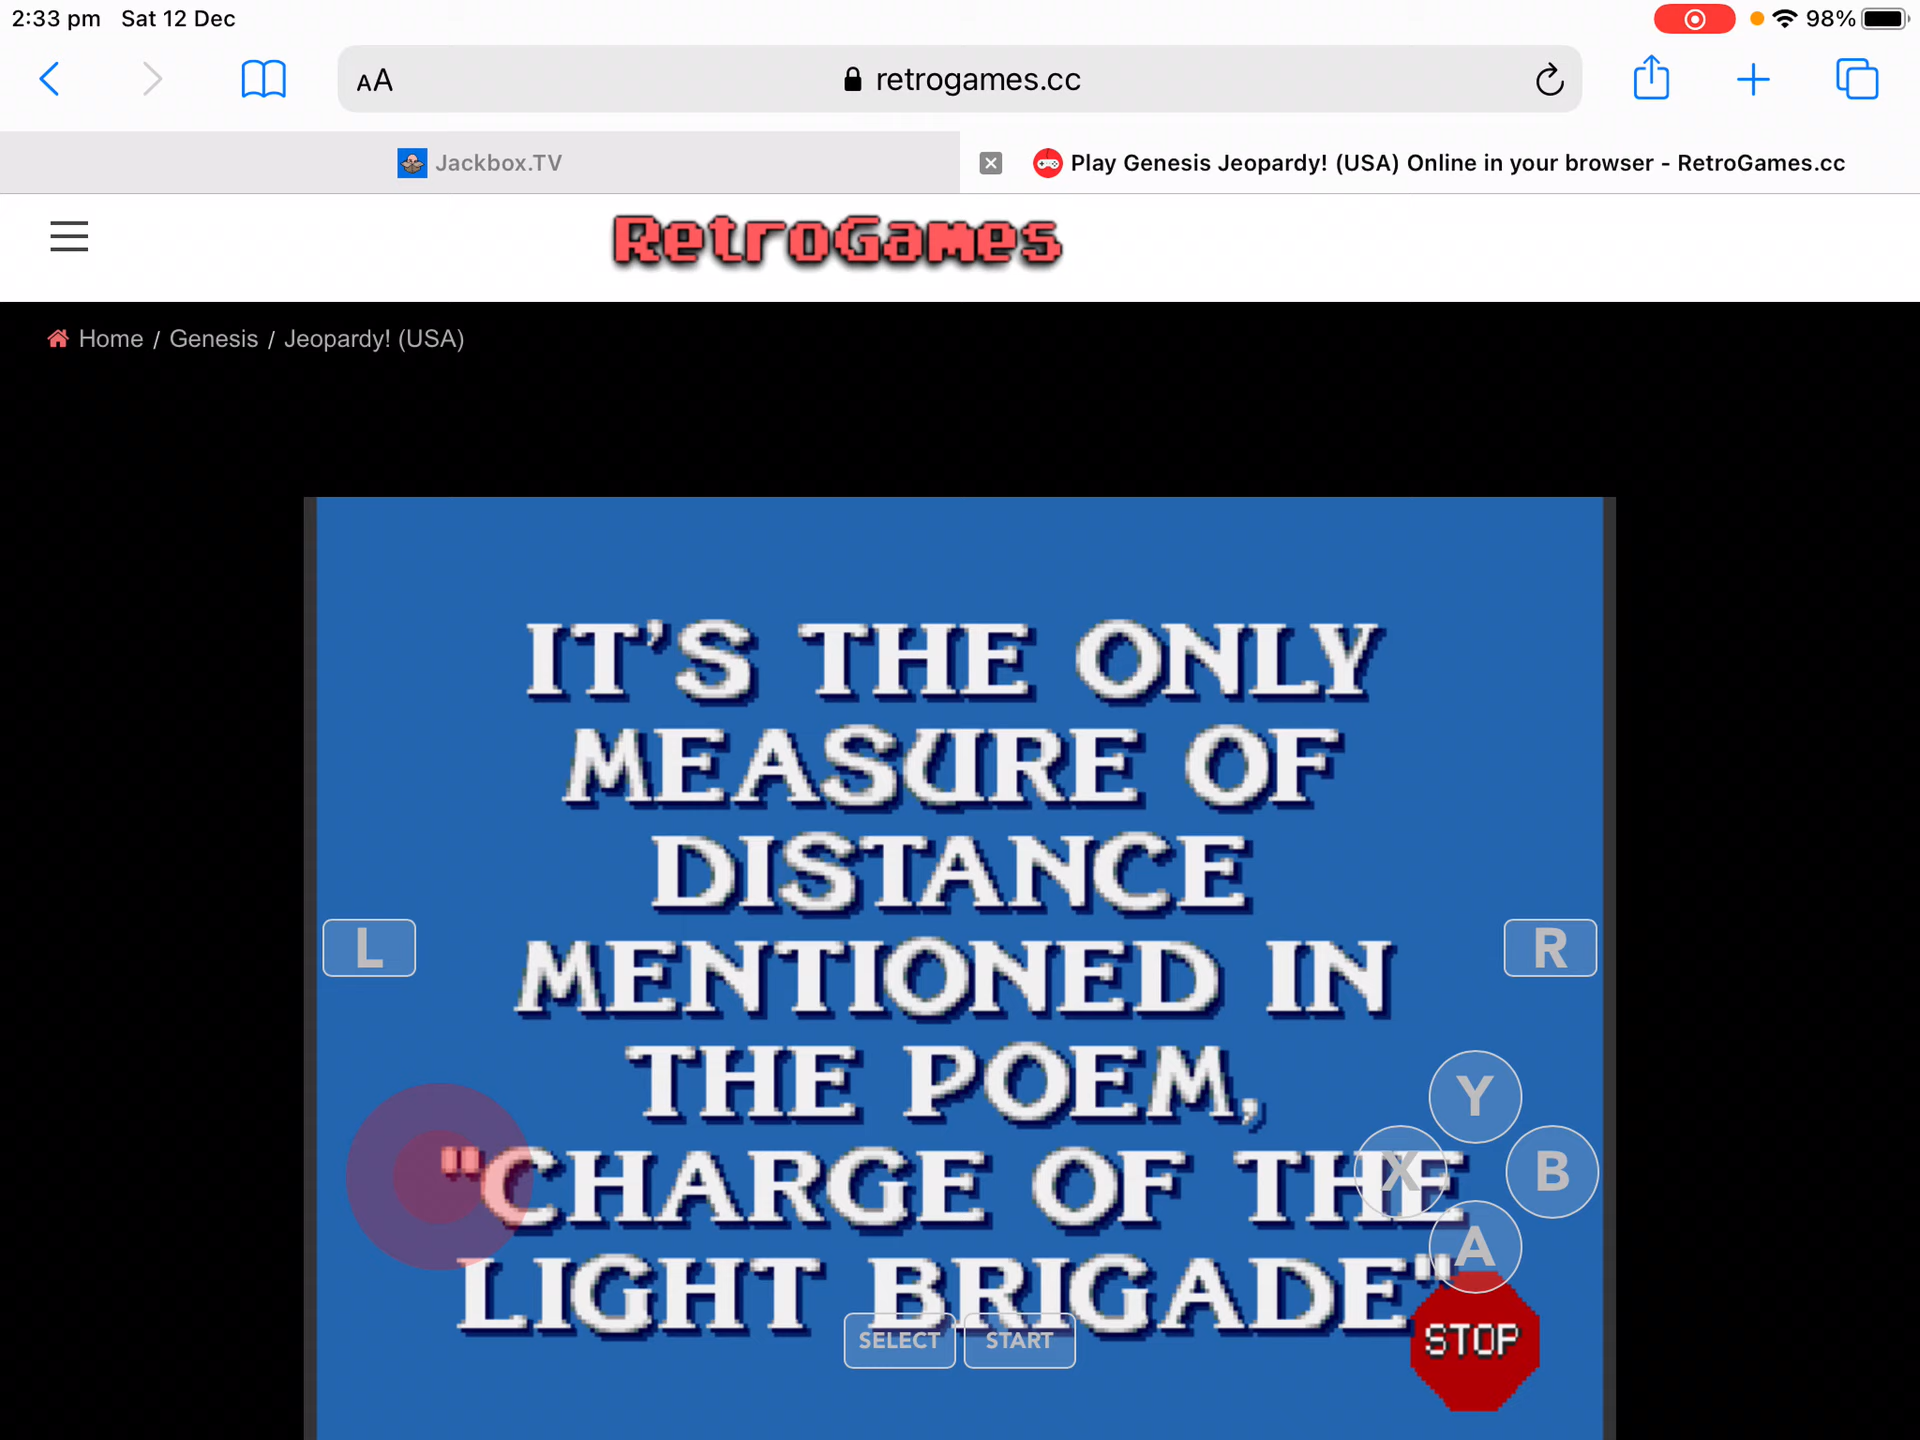 2:33 pm Sat 12 Dec 98%
AA retrogames.cc
Jackbox.TV Play Genesis Jeopardy! (USA) Online in your browser - RetroGames.cc
RetroGames
Home / Genesis / Jeopardy! (USA)
IT'S THE ONLY
MEASURE OF
DISTANCE
MENTIONED IN
THE POEM,
"CHARGE OF THE
LIGHT BRIGADE"
L
R
Y
X
B
A
SELECT START
STOP